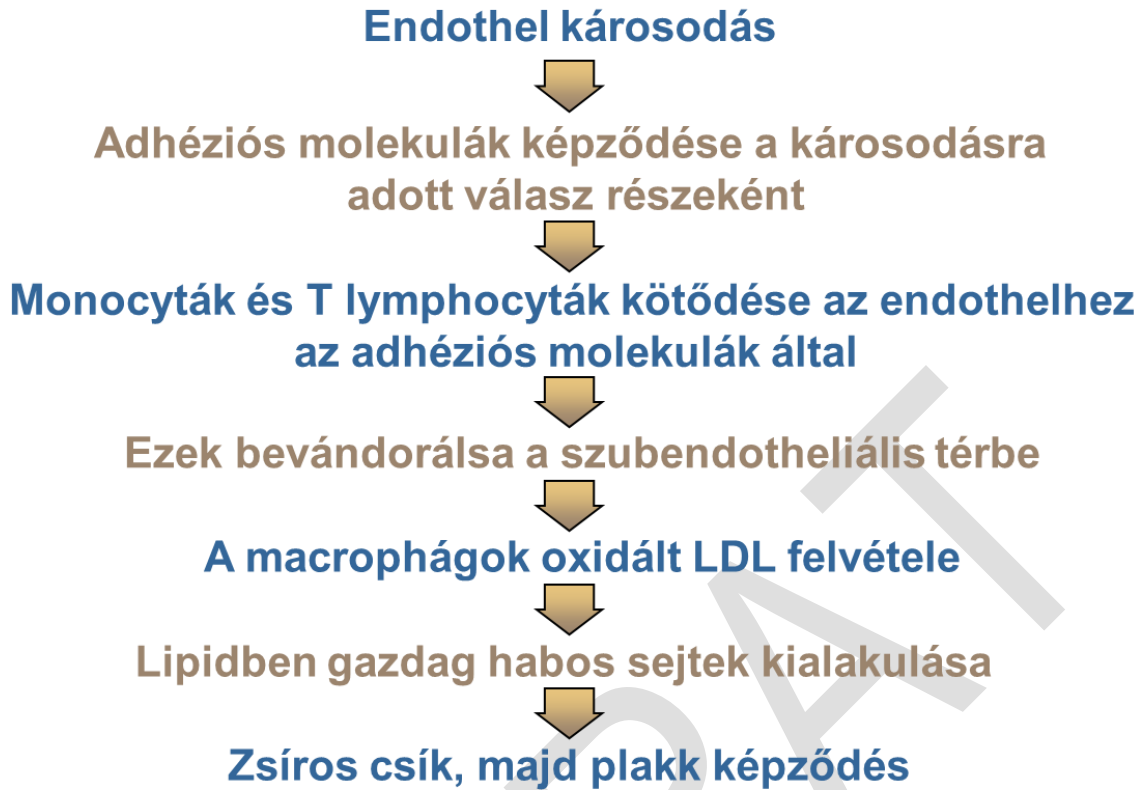 Endothel károsodás
Adhéziós molekulák képződése a károsodásra
adott válasz részeként
Monocyták és T lymphocyták kötődése az endothelhez
az adhéziós molekulák által
Ezek bevándorálsa a szubendotheliális térbe
A macrophágok oxidált LDL felvétele
Lipidben gazdag habos sejtek kialakulása
Zsíros csík, majd plakk képződés
PAT